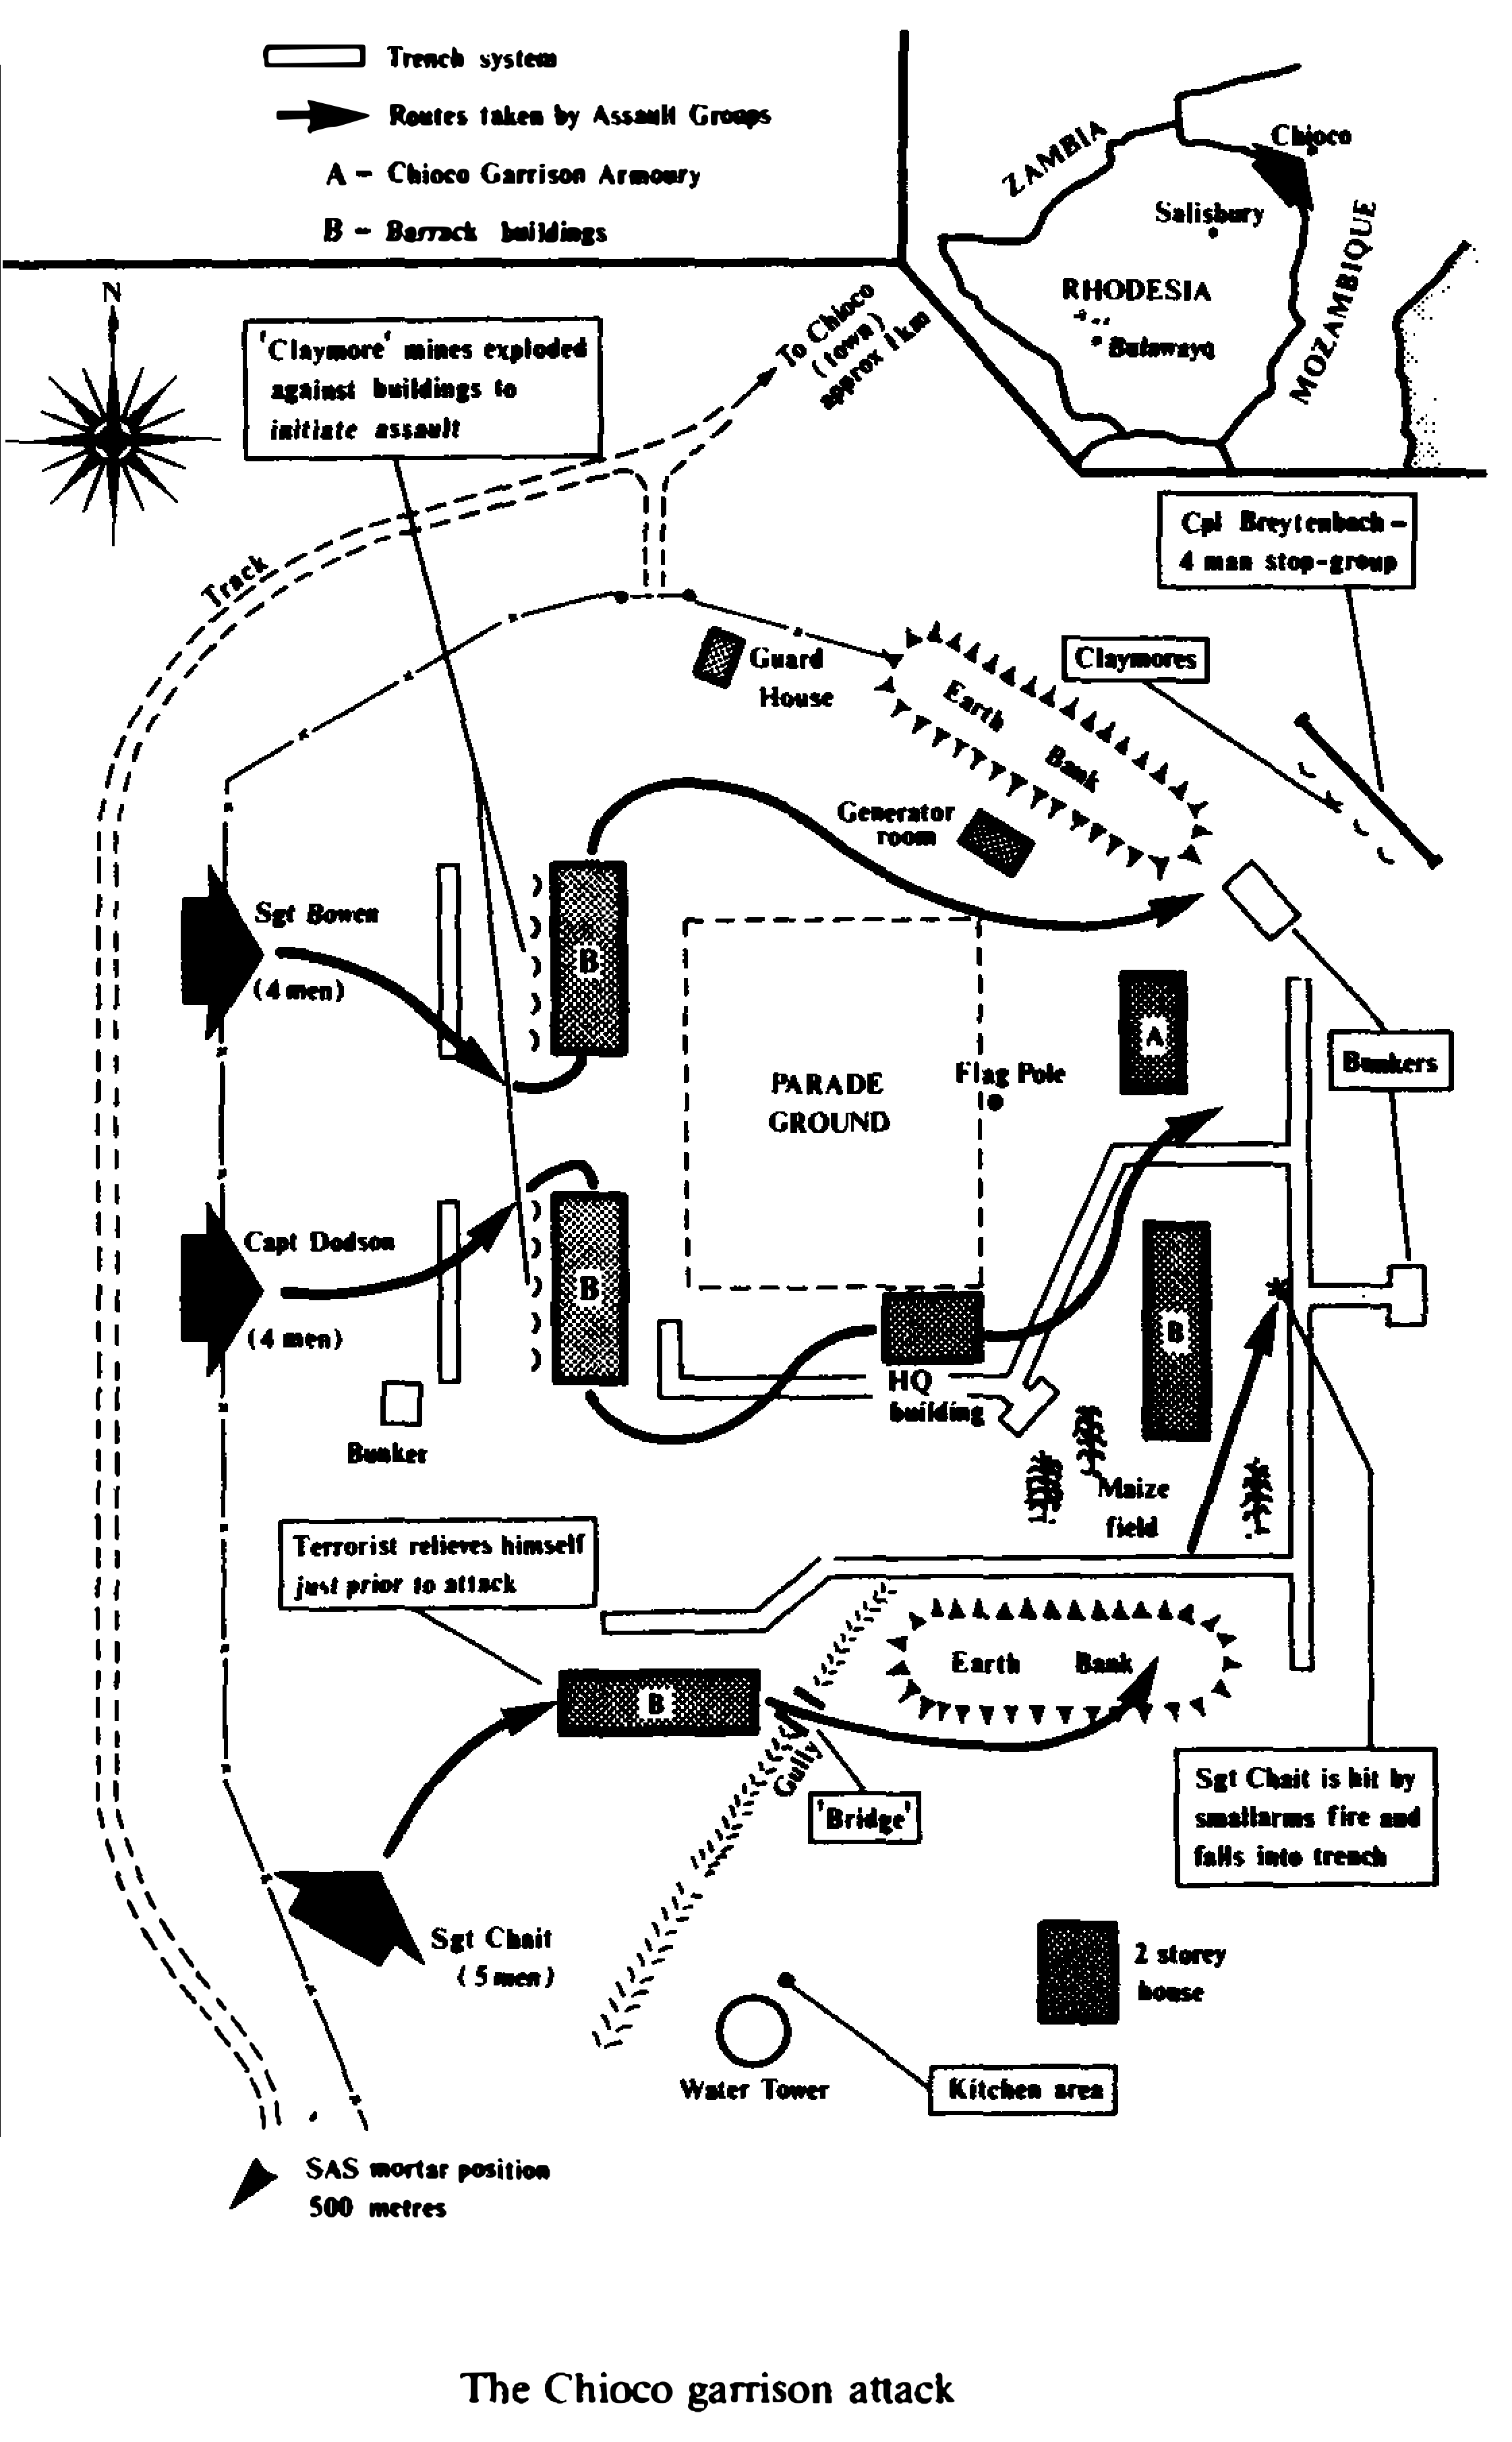 Trench system
Routes taken by Assault Groups
A – Chioco Garrison Armoury
B – Barrack buildings
ZAMBIA
Chioco
Salisbury
RHODESIA
Bulawayo
MOZAMBIQUE
N
'Claymore' mines exploded
against buildings to
initiate assault
To Chioco
(town)
approx 1km
Track
Cpl Breytenbach –
4 man stop-group
Claymores
Guard
House
Earth
Bank
Generator
room
Sgt Bowen
(4 men)
B
A
Bunkers
PARADE
GROUND
Flag Pole
Capt Dodson
(4 men)
B
B
HQ
building
Bunker
Maize
field
Terrorist relieves himself
just prior to attack
B
Earth Bank
Gully
'Bridge'
Sgt Chait is hit by
smallarms fire and
falls into trench
Sgt Chait
(5 men)
2 storey
house
Water Tower
Kitchen area
SAS mortar position
500 metres
The Chioco garrison attack